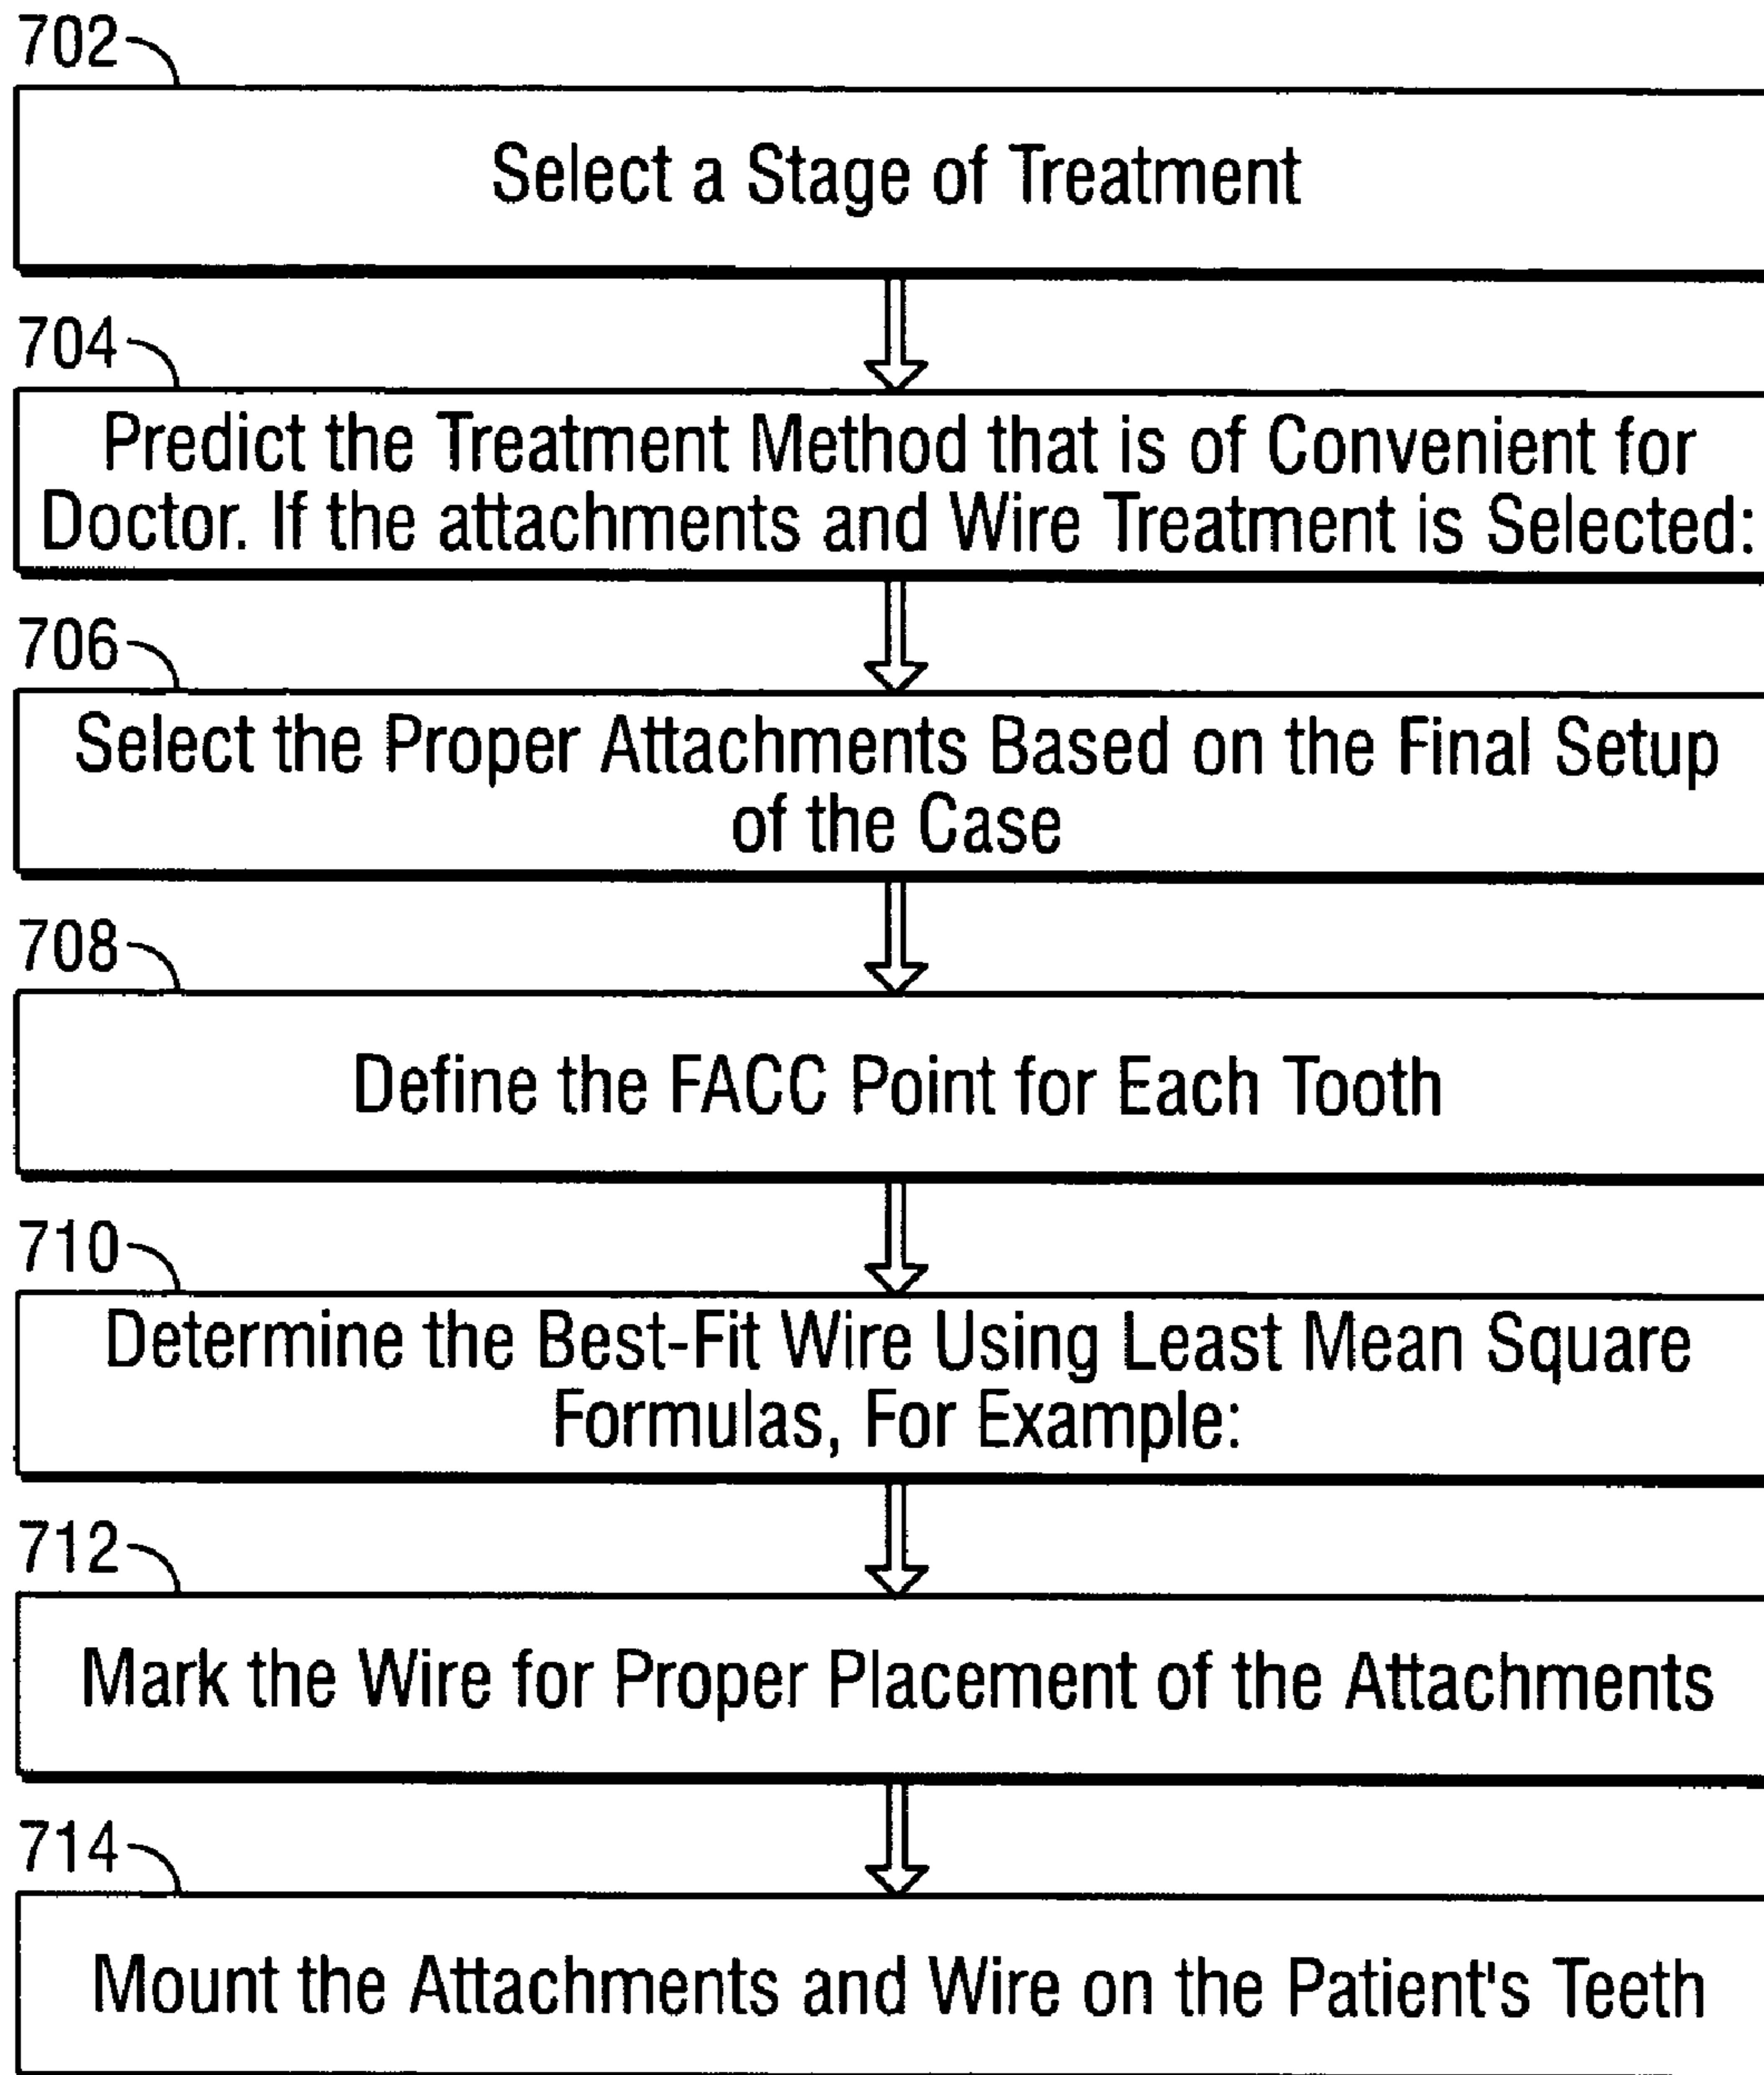 702
Select a Stage of Treatment
704
Predict the Treatment Method that is of Convenient for
Doctor. If the attachments and Wire Treatment is Selected:
706
Select the Proper Attachments Based on the Final Setup
of the Case
708
Define the FACC Point for Each Tooth
710
Determine the Best-Fit Wire Using Least Mean Square
Formulas, For Example:
712
Mark the Wire for Proper Placement of the Attachments
714
Mount the Attachments and Wire on the Patient's Teeth